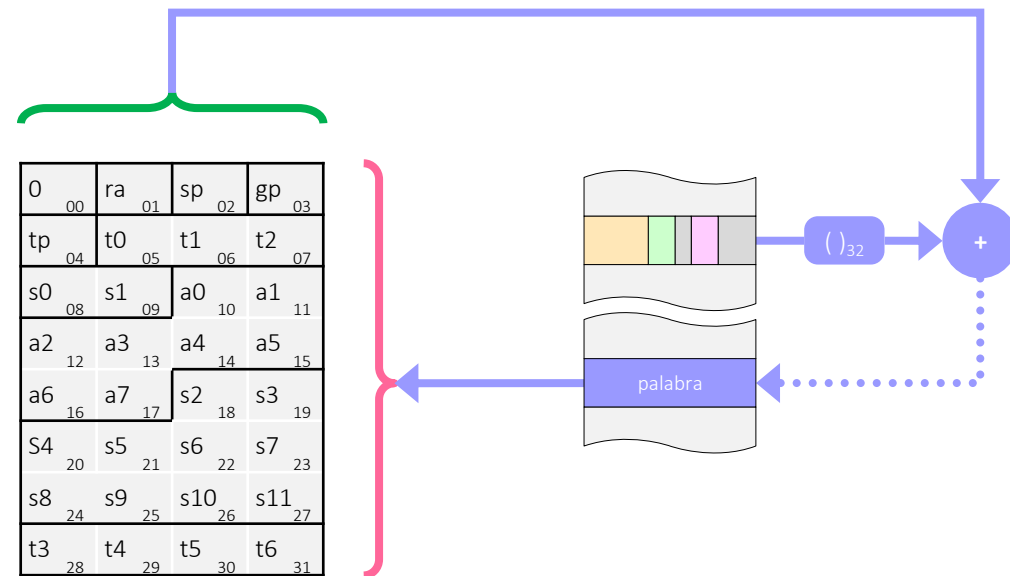 0 00 ra 01 sp 02 gp 03
tp 04 t0 05 t1 06 t2 07
s0 08 s1 09 a0 10 a1 11
a2 12 a3 13 a4 14 a5 15
a6 16 a7 17 s2 18 s3 19
S4 20 s5 21 s6 22 s7 23
s8 24 s9 25 s10 26 s11 27
t3 28 t4 29 t5 30 t6 31
( )32
+
palabra